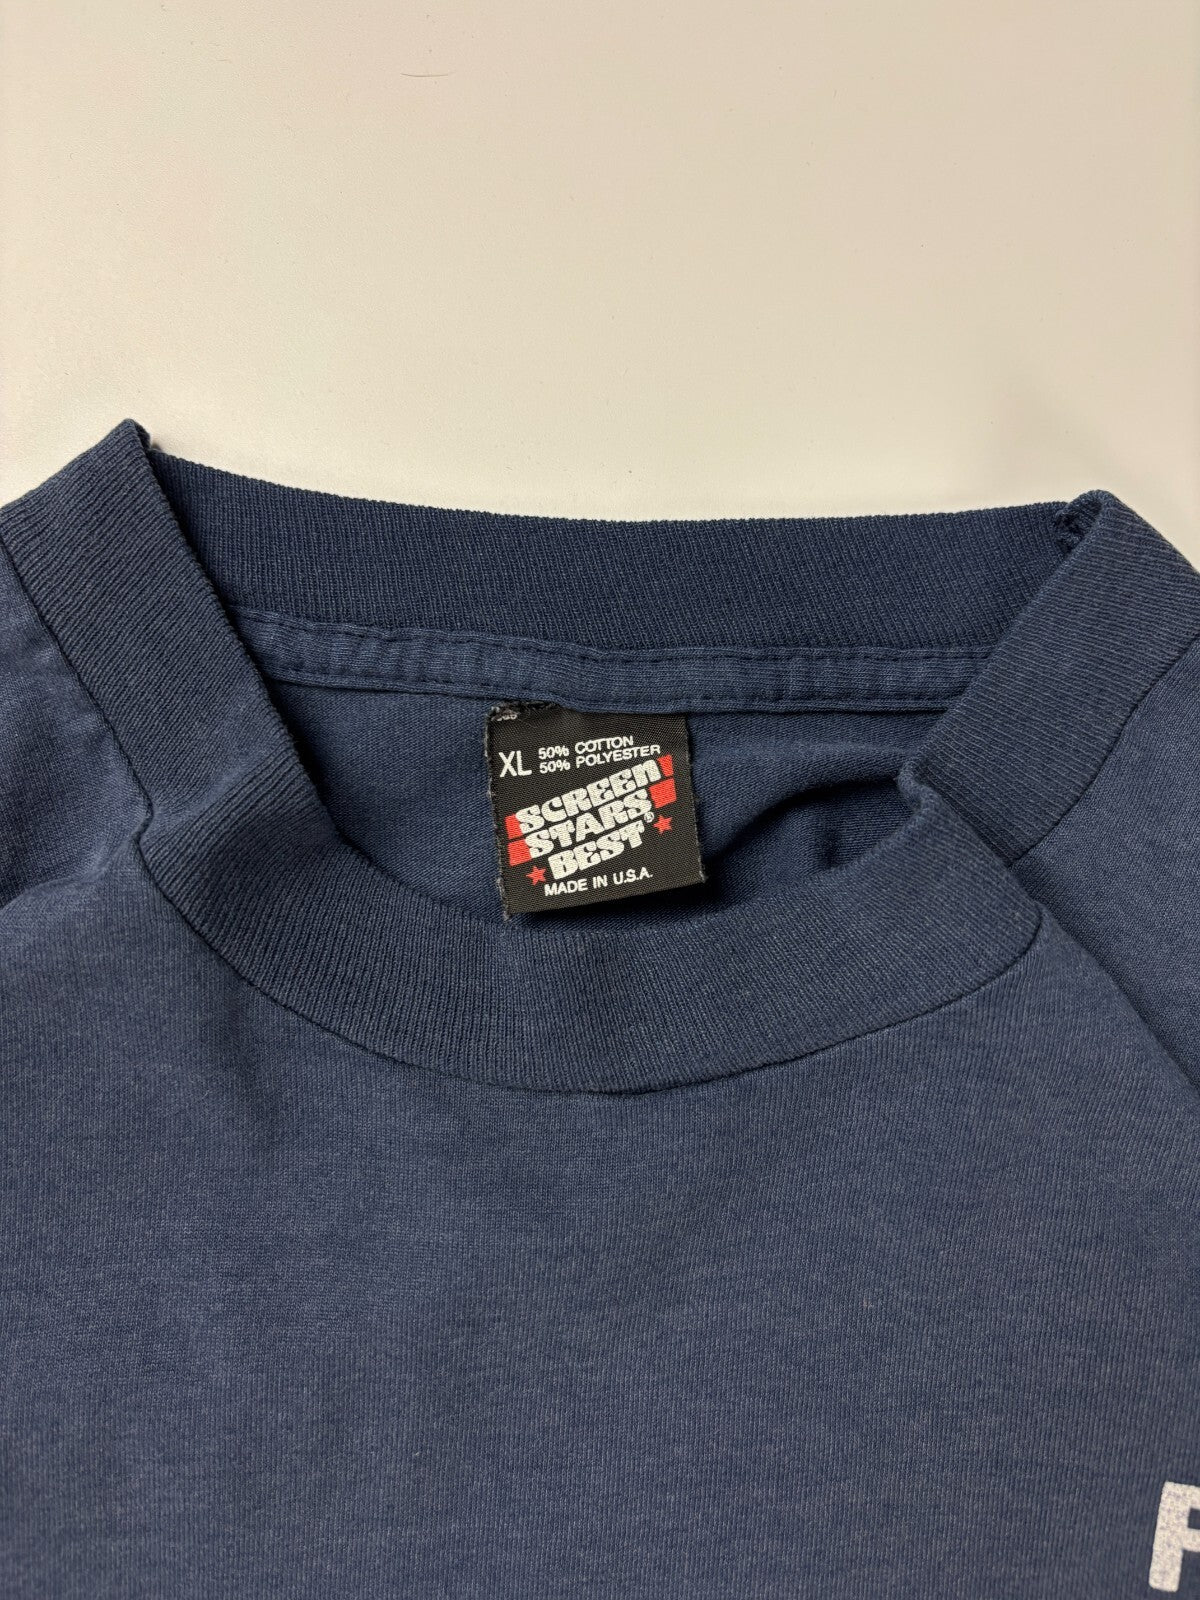 XL 50% COTTON
50% POLYESTER
SCREEN
STARS
BEST®
MADE IN U.S.A.